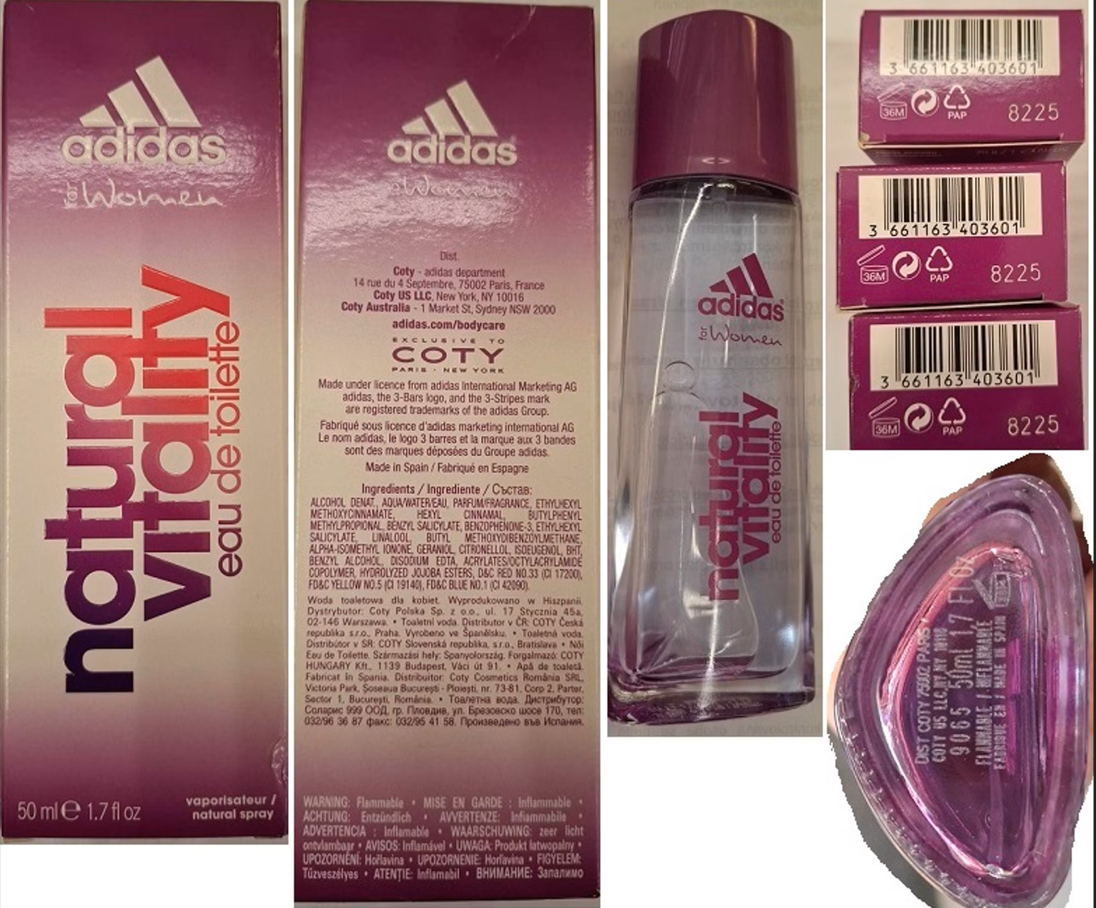 adidas
for Women
natural
vitality
eau de toilette
50 ml ℮ 1.7 fl oz
vaporisateur /
natural spray
adidas
for Women
Dist.
Coty - adidas department
14 rue du 4 Septembre, 75002 Paris, France
Coty US LLC, New York, NY 10016
Coty Australia - 1 Market St, Sydney NSW 2000
adidas.com/bodycare
EXCLUSIVE TO
COTY
PARIS - NEW YORK
Made under licence from adidas International Marketing AG
adidas, the 3-Bars logo, and the 3-Stripes mark
are registered trademarks of the adidas Group.
Fabriqué sous licence d'adidas marketing international AG
Le nom adidas, le logo 3 barres et la marque aux 3 bandes
sont des marques déposées du Groupe adidas.
Made in Spain / Fabriqué en Espagne
Ingredients / Ingrediente / Състав:
ALCOHOL DENAT., AQUA/WATER/EAU, PARFUM/FRAGRANCE, ETHYLHEXYL
METHOXYCINNAMATE, HEXYL CINNAMAL, BUTYLPHENYL
METHYLPROPIONAL, BENZYL SALICYLATE, BENZOPHENONE-3, ETHYLHEXYL
SALICYLATE, LINALOOL, BUTYL METHOXYDIBENZOYLMETHANE,
ALPHA-ISOMETHYL IONONE, GERANIOL, CITRONELLOL, ISOEUGENOL, BHT,
BENZYL ALCOHOL, DISODIUM EDTA, ACRYLATES/OCTYLACRYLAMIDE
COPOLYMER, HYDROLYZED JOJOBA ESTERS, D&C RED NO.33 (CI 17200),
FD&C YELLOW NO.5 (CI 19140), FD&C BLUE NO.1 (CI 42090).
Woda toaletowa dla kobiet. Wyprodukowano w Hiszpanii.
Dystrybutor: Coty Polska Sp. z o.o., ul. 17 Stycznia 45a,
02-146 Warszawa. • Toaletní voda. Distributor v ČR: COTY Česká
republika s.r.o., Praha. Vyrobeno ve Španělsku. • Toaletná voda.
Distribútor v SR: COTY Slovenská republika, s.r.o., Bratislava • Női
Eau de Toilette. Származási hely: Spanyolország. Forgalmazó: COTY
HUNGARY Kft., 1139 Budapest, Váci út 91. • Apă de toaletă.
Fabricat în Spania. Distribuitor: Coty Cosmetics România SRL,
Victoria Park, Șoseaua București - Ploiești, nr. 73-81, Corp 2, Parter,
Sector 1, București, România. • Тоалетна вода. Дистрибутор:
Соларис 999 ООД, гр. Пловдив, ул. Брезовско шосе 170, тел:
032/96 36 87 факс: 032/95 41 58. Произведено във Испания.
WARNING: Flammable • MISE EN GARDE : Inflammable •
ACHTUNG: Entzündlich • AVVERTENZE: Infiammabile •
ADVERTENCIA : Inflamable • WAARSCHUWING: zeer licht
ontvlambaar • AVISOS: Inflamável • UWAGA: Produkt łatwopalny •
UPOZORNĚNÍ: Hořlavina • UPOZORNENIE: Horľavina • FIGYELEM:
Tűzveszélyes • ATENȚIE: Inflamabil • ВНИМАНИЕ: Запалимо
adidas
for Women
natural
vitality
eau de toilette
3 661163 403601
36M PAP 8225
3 661163 403601
36M PAP 8225
3 661163 403601
36M PAP 8225
DIST COTY 75002 PARIS
COTY US LLC NY NY 10016
9065 50ml 1.7 Fl Oz
FLAMMABLE / INFLAMMABLE
FABRIQUE EN / MADE IN SPAIN